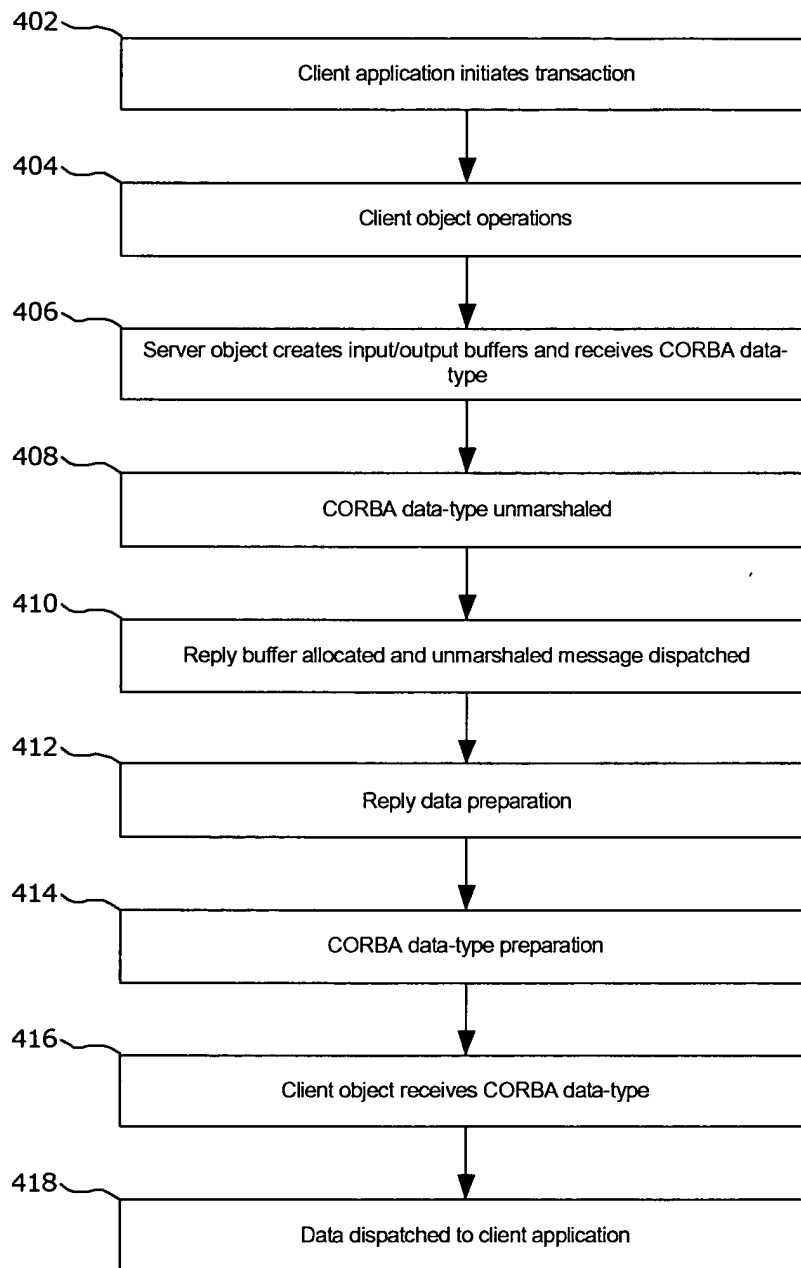 402
Client application initiates transaction
404
Client object operations
406
Server object creates input/output buffers and receives CORBA data-
type
408
CORBA data-type unmarshaled
410
Reply buffer allocated and unmarshaled message dispatched
412
Reply data preparation
414
CORBA data-type preparation
416
Client object receives CORBA data-type
418
Data dispatched to client application